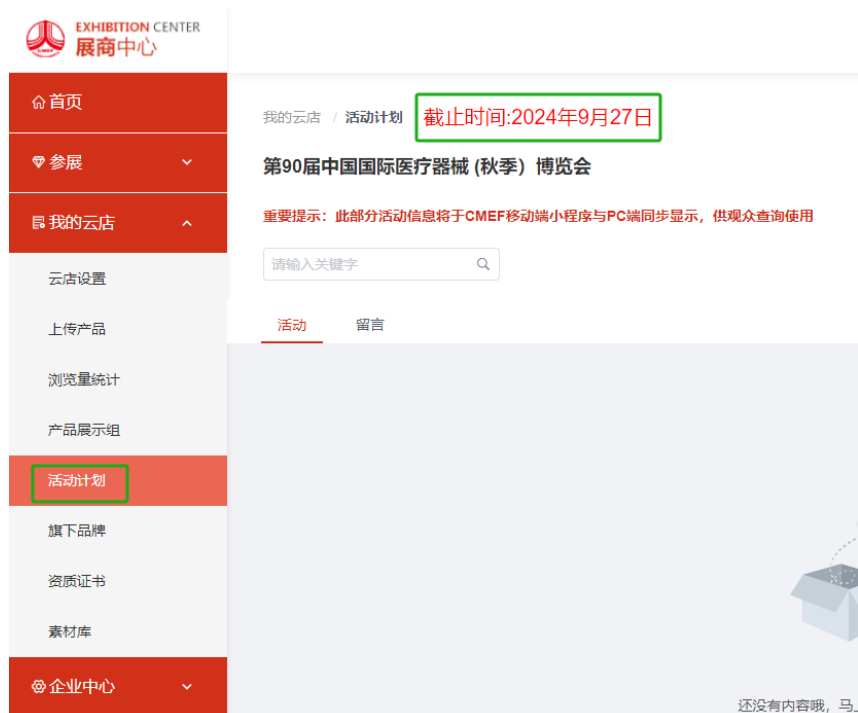 EXHIBITION CENTER
展商中心
首页
参展
我的云店
云店设置
上传产品
浏览量统计
产品展示组
活动计划
旗下品牌
资质证书
素材库
企业中心
我的云店 / 活动计划 截止时间:2024年9月27日
第90届中国国际医疗器械 (秋季）博览会
重要提示：此部分活动信息将于CMEF移动端小程序与PC端同步显示，供观众查询使用
请输入关键字
活动 留言
还没有内容哦，马